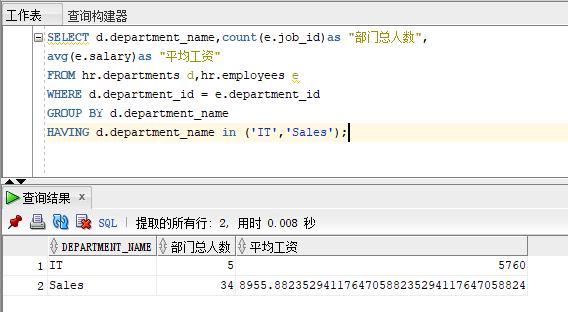 工作表 查询构建器
SELECT d.department_name,count(e.job_id)as "部门总人数",
avg(e.salary)as "平均工资"
FROM hr.departments d,hr.employees e
WHERE d.department_id = e.department_id
GROUP BY d.department_name
HAVING d.department_name in ('IT','Sales');
查询结果 x
SQL | 提取的所有行: 2, 用时 0.008 秒
DEPARTMENT_NAME 部门总人数 平均工资
1 IT 5 5760
2 Sales 34 8955.88235294117647058823529411764705 8824